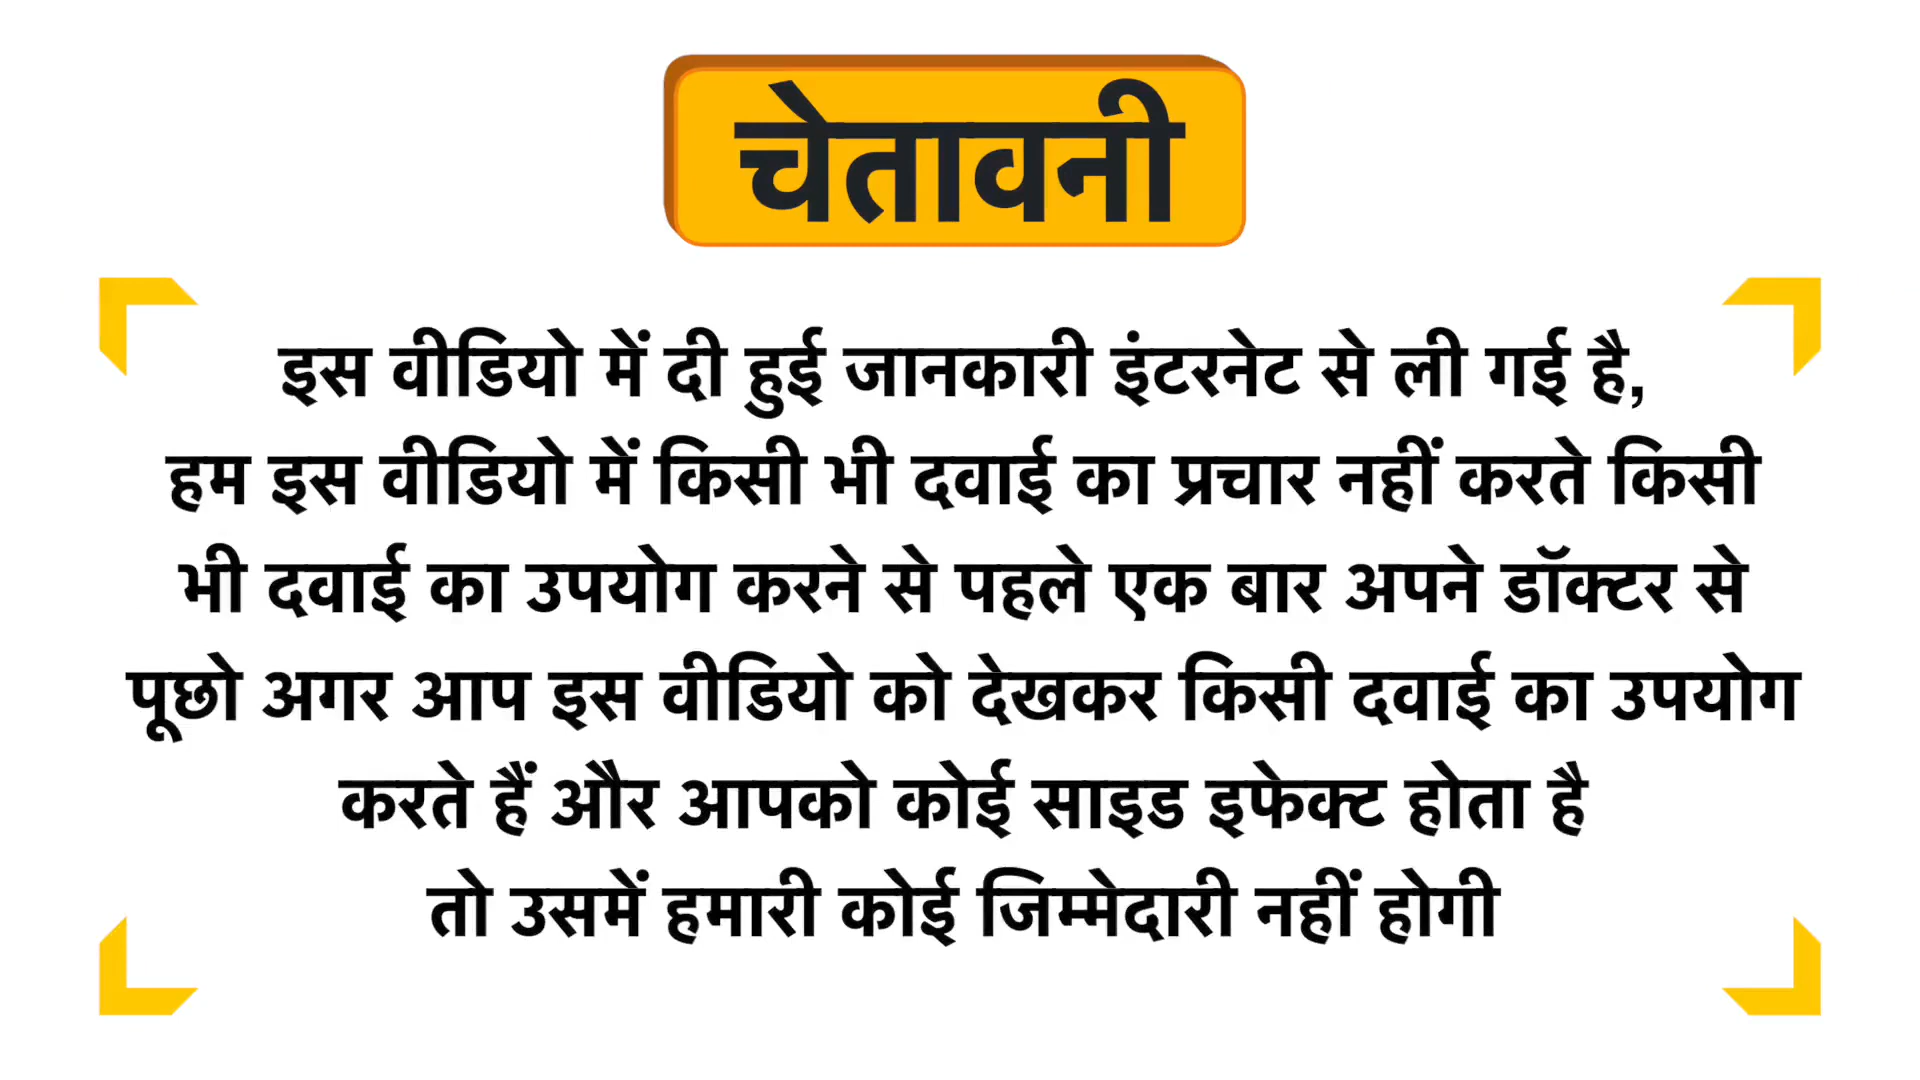 चेतावनी
इस वीडियो में दी हुई जानकारी इंटरनेट से ली गई है,
हम इस वीडियो में किसी भी दवाई का प्रचार नहीं करते किसी
भी दवाई का उपयोग करने से पहले एक बार अपने डॉक्टर से
पूछो अगर आप इस वीडियो को देखकर किसी दवाई का उपयोग
करते हैं और आपको कोई साइड इफेक्ट होता है
तो उसमें हमारी कोई जिम्मेदारी नहीं होगी